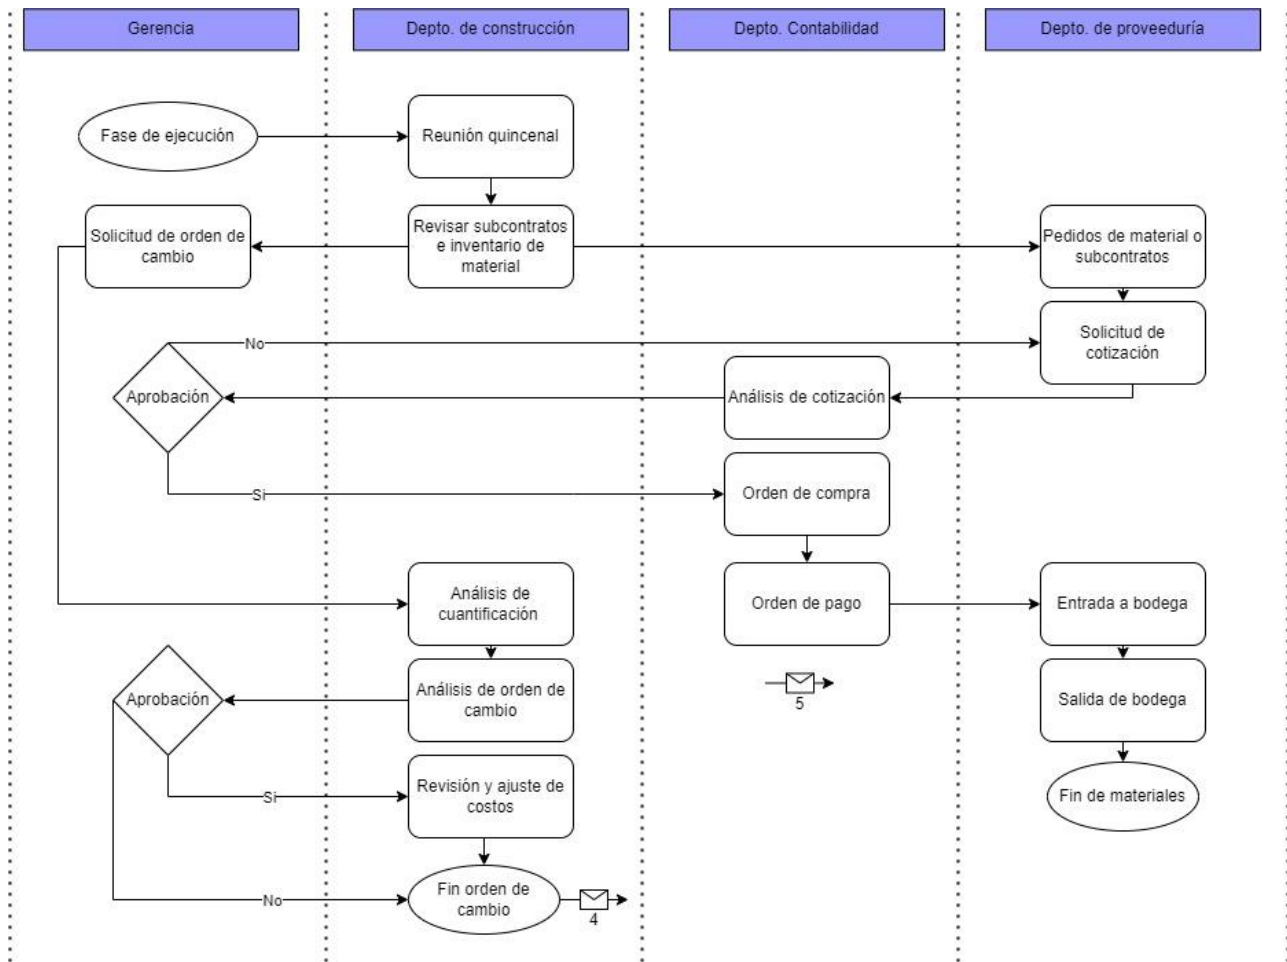 Gerencia
Depto. de construcción
Depto. Contabilidad
Depto. de proveeduría
Fase de ejecución
Reunión quincenal
Solicitud de orden de
cambio
Revisar subcontratos
e inventario de
material
Pedidos de material o
subcontratos
No
Solicitud de
cotización
Aprobación
Análisis de cotización
Si
Orden de compra
Análisis de
cuantificación
Orden de pago
Entrada a bodega
Aprobación
Análisis de orden de
cambio
5
Salida de bodega
Si
Revisión y ajuste de
costos
Fin de materiales
No
Fin orden de
cambio
4